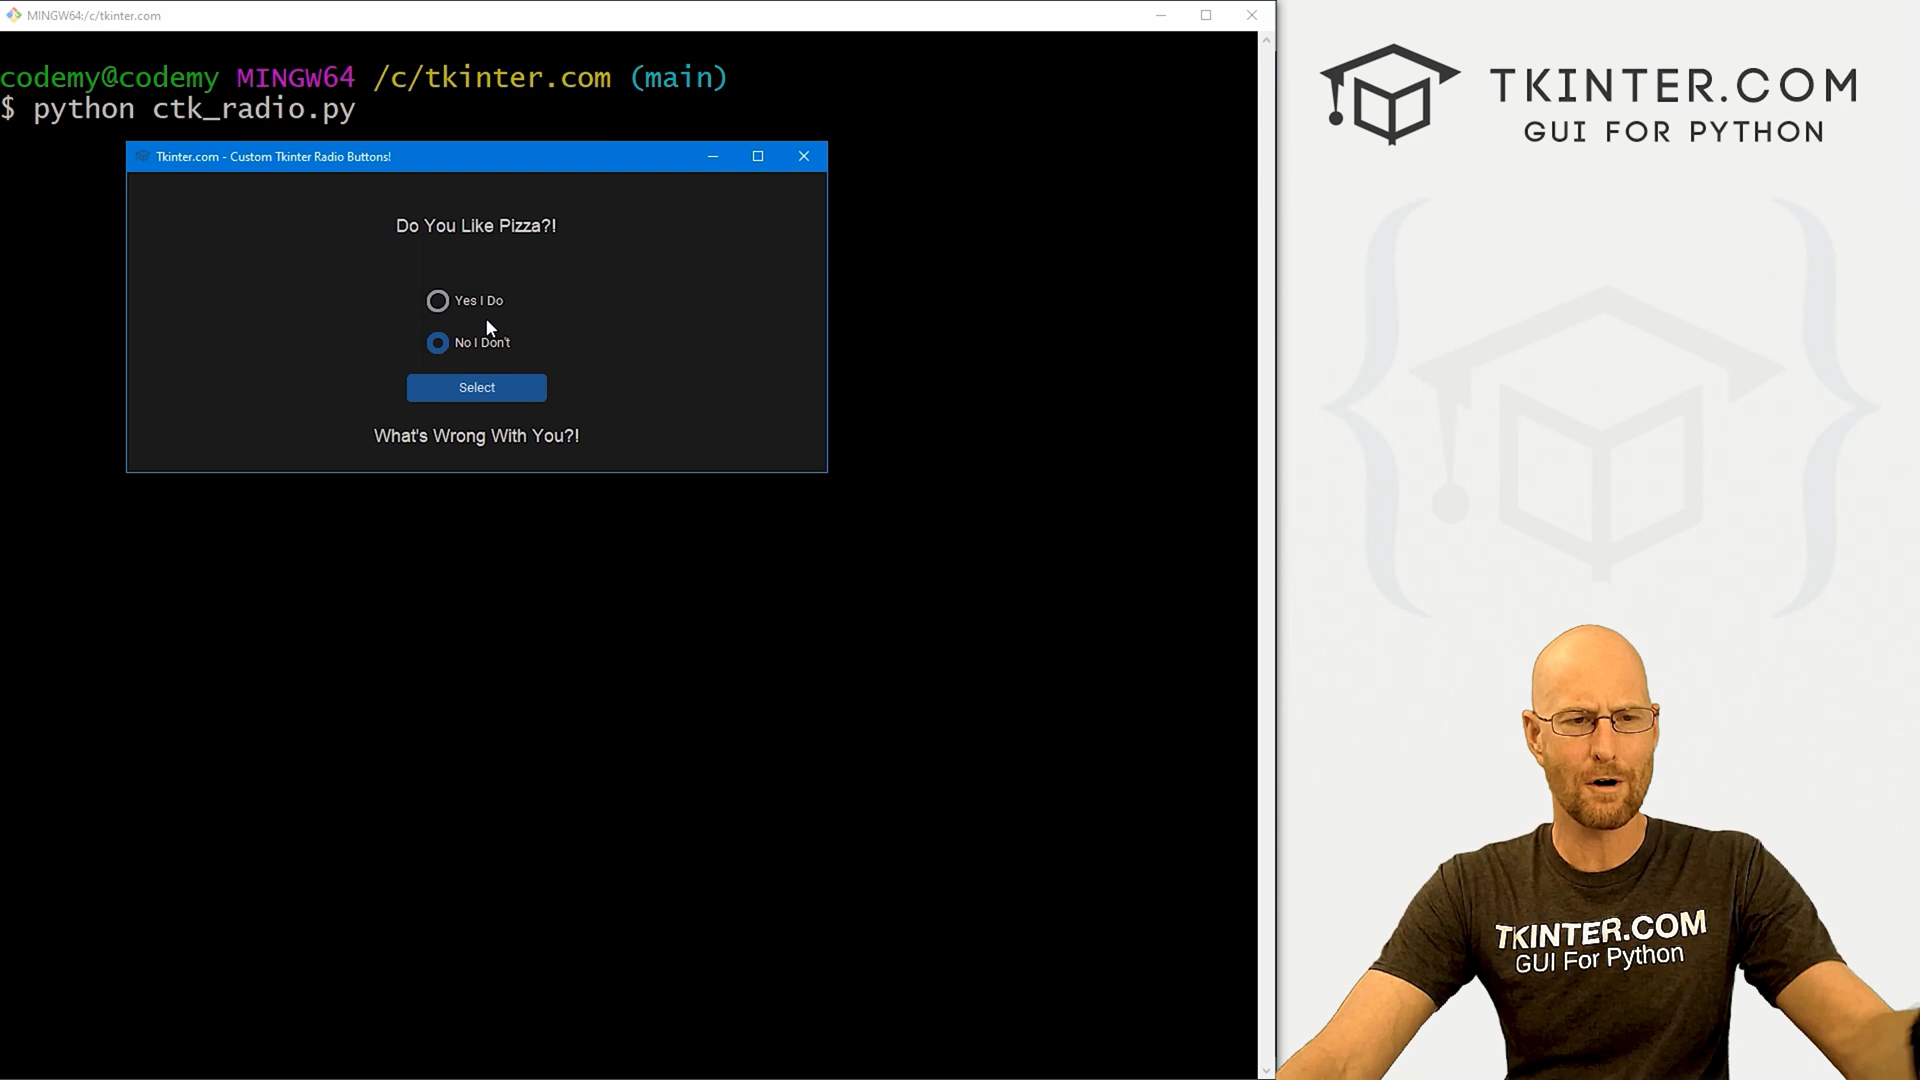 MINGW64:/c/tkinter.com
codemy@codemy MINGW64 /c/tkinter.com (main)
$ python ctk_radio.py
Tkinter.com - Custom Tkinter Radio Buttons!
Do You Like Pizza?!
Yes I Do
No I Don't
Select
What's Wrong With You?!
TKINTER.COM
GUI FOR PYTHON
TKINTER.COM
GUI For Python